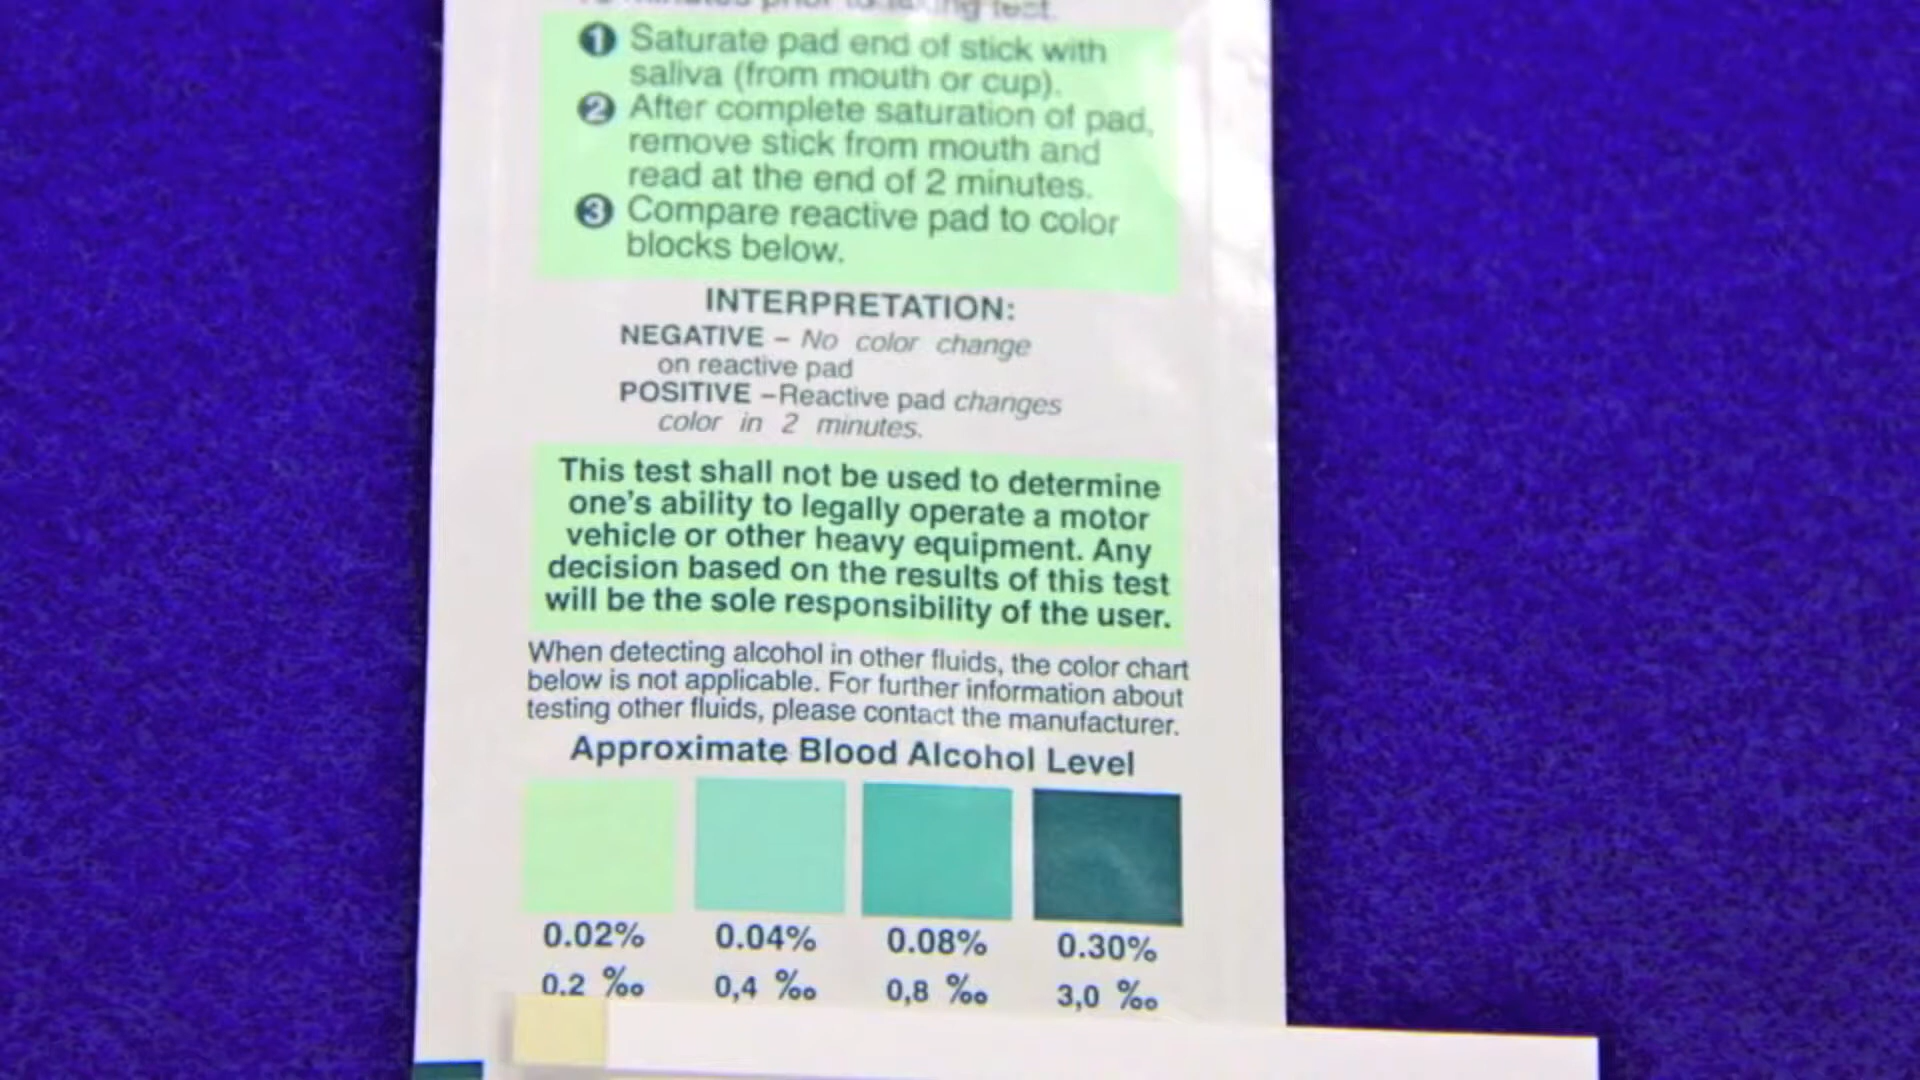 minutes prior to taking test.
1 Saturate pad end of stick with
saliva (from mouth or cup).
2 After complete saturation of pad,
remove stick from mouth and
read at the end of 2 minutes.
3 Compare reactive pad to color
blocks below.
INTERPRETATION:
NEGATIVE – No color change
on reactive pad
POSITIVE –Reactive pad changes
color in 2 minutes.
This test shall not be used to determine
one's ability to legally operate a motor
vehicle or other heavy equipment. Any
decision based on the results of this test
will be the sole responsibility of the user.
When detecting alcohol in other fluids, the color chart
below is not applicable. For further information about
testing other fluids, please contact the manufacturer.
Approximate Blood Alcohol Level
0.02% 0.04% 0.08% 0.30%
0.2 ‰ 0,4 ‰ 0,8 ‰ 3,0 ‰